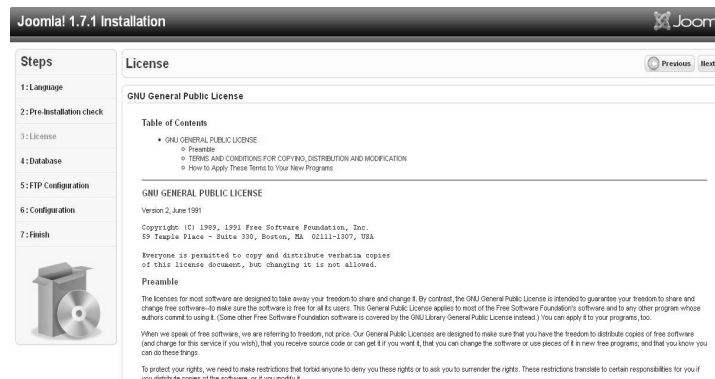 Joomla! 1.7.1 Installation
Joom
Steps
1 : Language
2 : Pre-Installation check
3 : License
4 : Database
5 : FTP Configuration
6 : Configuration
7 : Finish
License
Previous
Next
GNU General Public License
Table of Contents
GNU GENERAL PUBLIC LICENSE
Preamble
TERMS AND CONDITIONS FOR COPYING, DISTRIBUTION AND MODIFICATION
How to Apply These Terms to Your New Programs
GNU GENERAL PUBLIC LICENSE
Version 2, June 1991
Copyright (C) 1989, 1991 Free Software Foundation, Inc.
59 Temple Place - Suite 330, Boston, MA 02111-1307, USA
Everyone is permitted to copy and distribute verbatim copies
of this license document, but changing it is not allowed.
Preamble
The licenses for most software are designed to take away your freedom to share and change it. By contrast, the GNU General Public License is intended to guarantee your freedom to share and
change free software--to make sure the software is free for all its users. This General Public License applies to most of the Free Software Foundation's software and to any other program whose
authors commit to using it. (Some other Free Software Foundation software is covered by the GNU Library General Public License instead.) You can apply it to your programs, too.
When we speak of free software, we are referring to freedom, not price. Our General Public Licenses are designed to make sure that you have the freedom to distribute copies of free software
(and charge for this service if you wish), that you receive source code or can get it if you want it, that you can change the software or use pieces of it in new free programs; and that you know you
can do these things.
To protect your rights, we need to make restrictions that forbid anyone to deny you these rights or to ask you to surrender the rights. These restrictions translate to certain responsibilities for you if
you distribute copies of the software, or if you modify it.